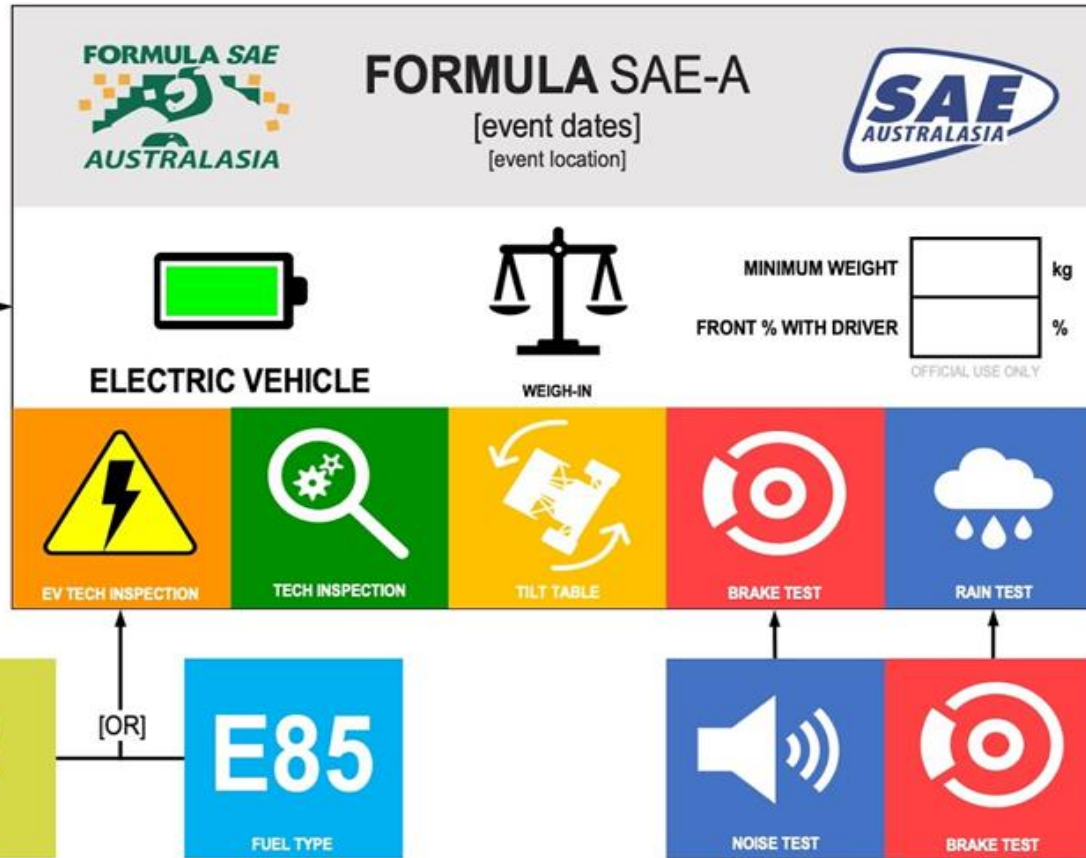 FORMULA SAE
AUSTRALASIA
FORMULA SAE-A
[event dates]
[event location]
SAE
AUSTRALASIA
ELECTRIC VEHICLE
WEIGH-IN
MINIMUM WEIGHT kg
FRONT % WITH DRIVER %
OFFICIAL USE ONLY
EV TECH INSPECTION
TECH INSPECTION
TILT TABLE
BRAKE TEST
RAIN TEST
[OR]
E85
FUEL TYPE
NOISE TEST
BRAKE TEST